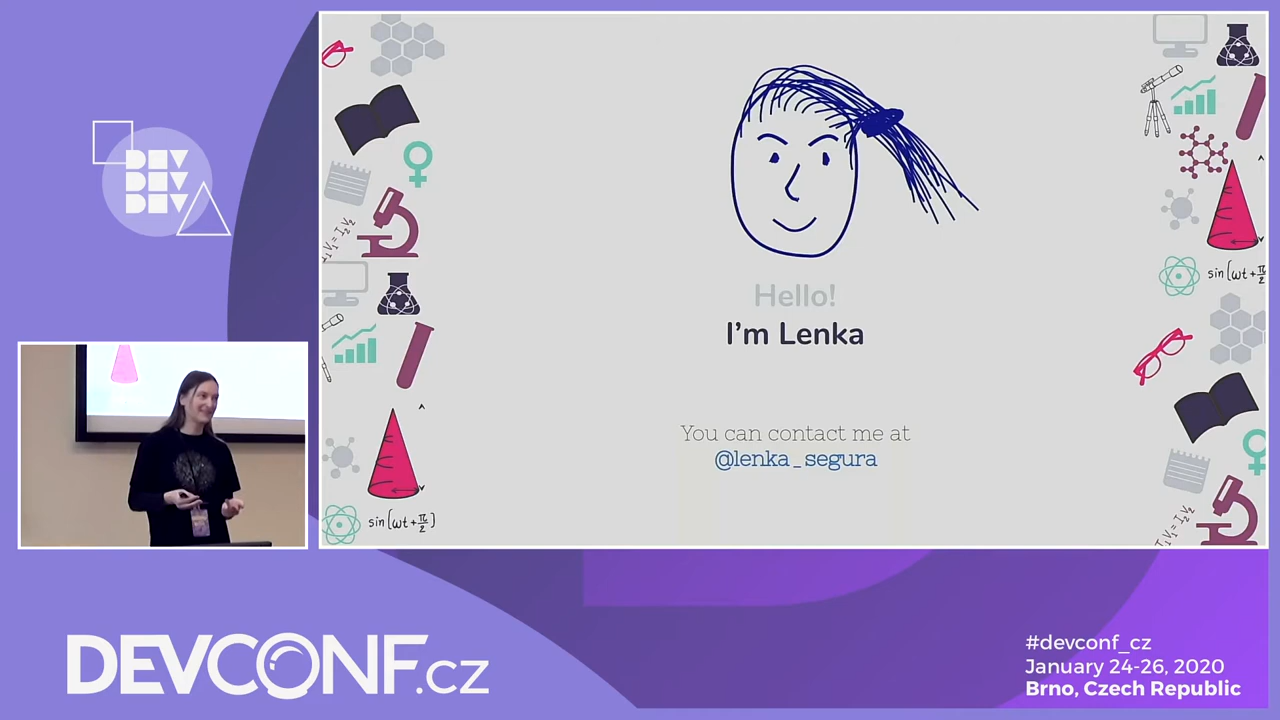 DEV
DEV
DEV
Hello!
I'm Lenka
You can contact me at
@lenka_segura
sin(ωt+π/2)
sin(ωt+π/2
DEVCONF.cz
#devconf_cz
January 24-26, 2020
Brno, Czech Republic